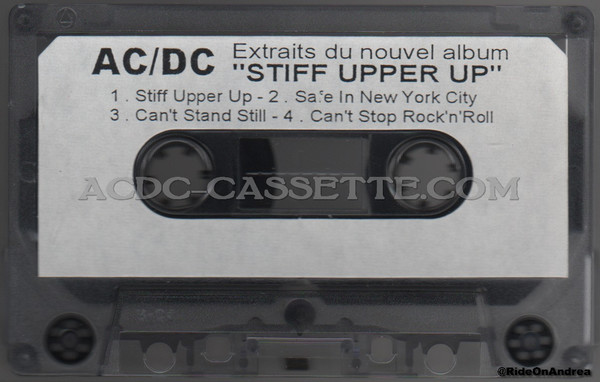 AC/DC Extraits du nouvel album
"STIFF UPPER UP"
1 . Stiff Upper Up - 2 . Safe In New York City
3 . Can't Stand Still - 4 . Can't Stop Rock'n'Roll
ACDC-CASSETTE.COM
@RideOnAndrea